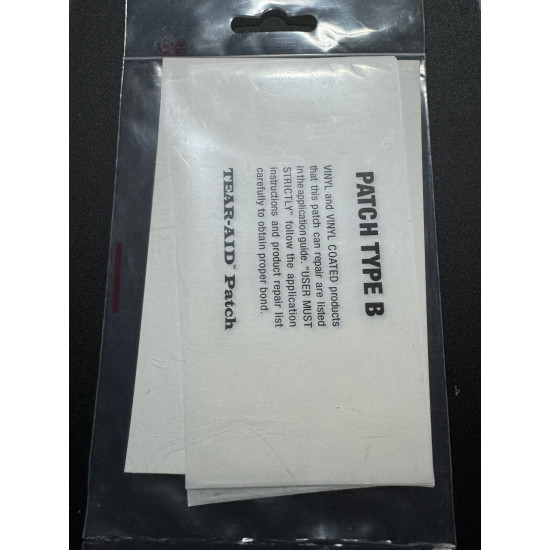 PATCH TYPE B
VINYL and VINYL COATED products
that this patch can repair are listed
in the application guide. "USER MUST
STRICTLY" follow the application
instructions and product repair list
carefully to obtain proper bond.
TEAR-AID™ Patch